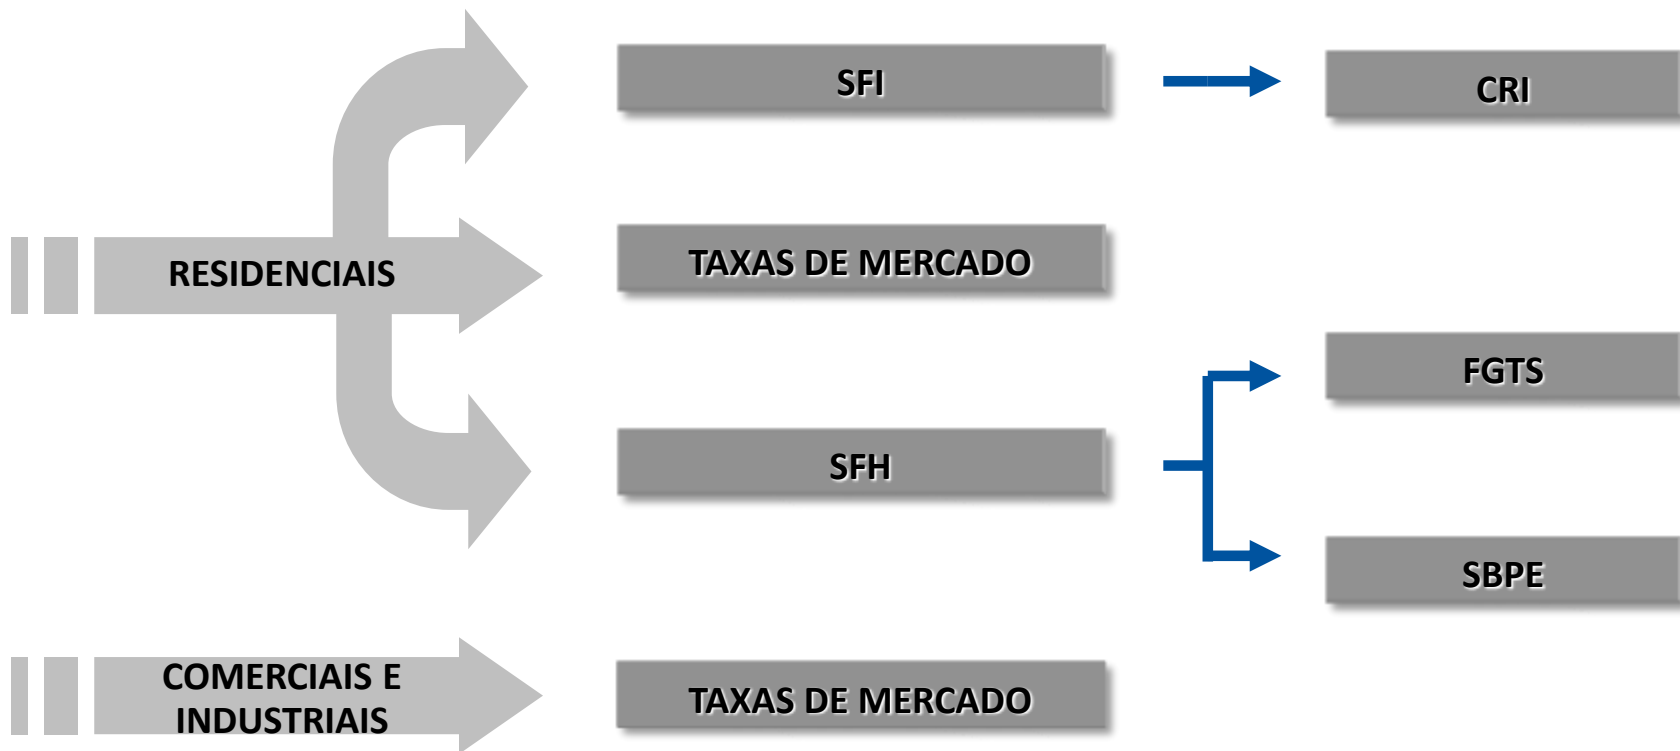 SFI
CRI
RESIDENCIAIS
TAXAS DE MERCADO
FGTS
SFH
SBPE
COMERCIAIS E
INDUSTRIAIS
TAXAS DE MERCADO